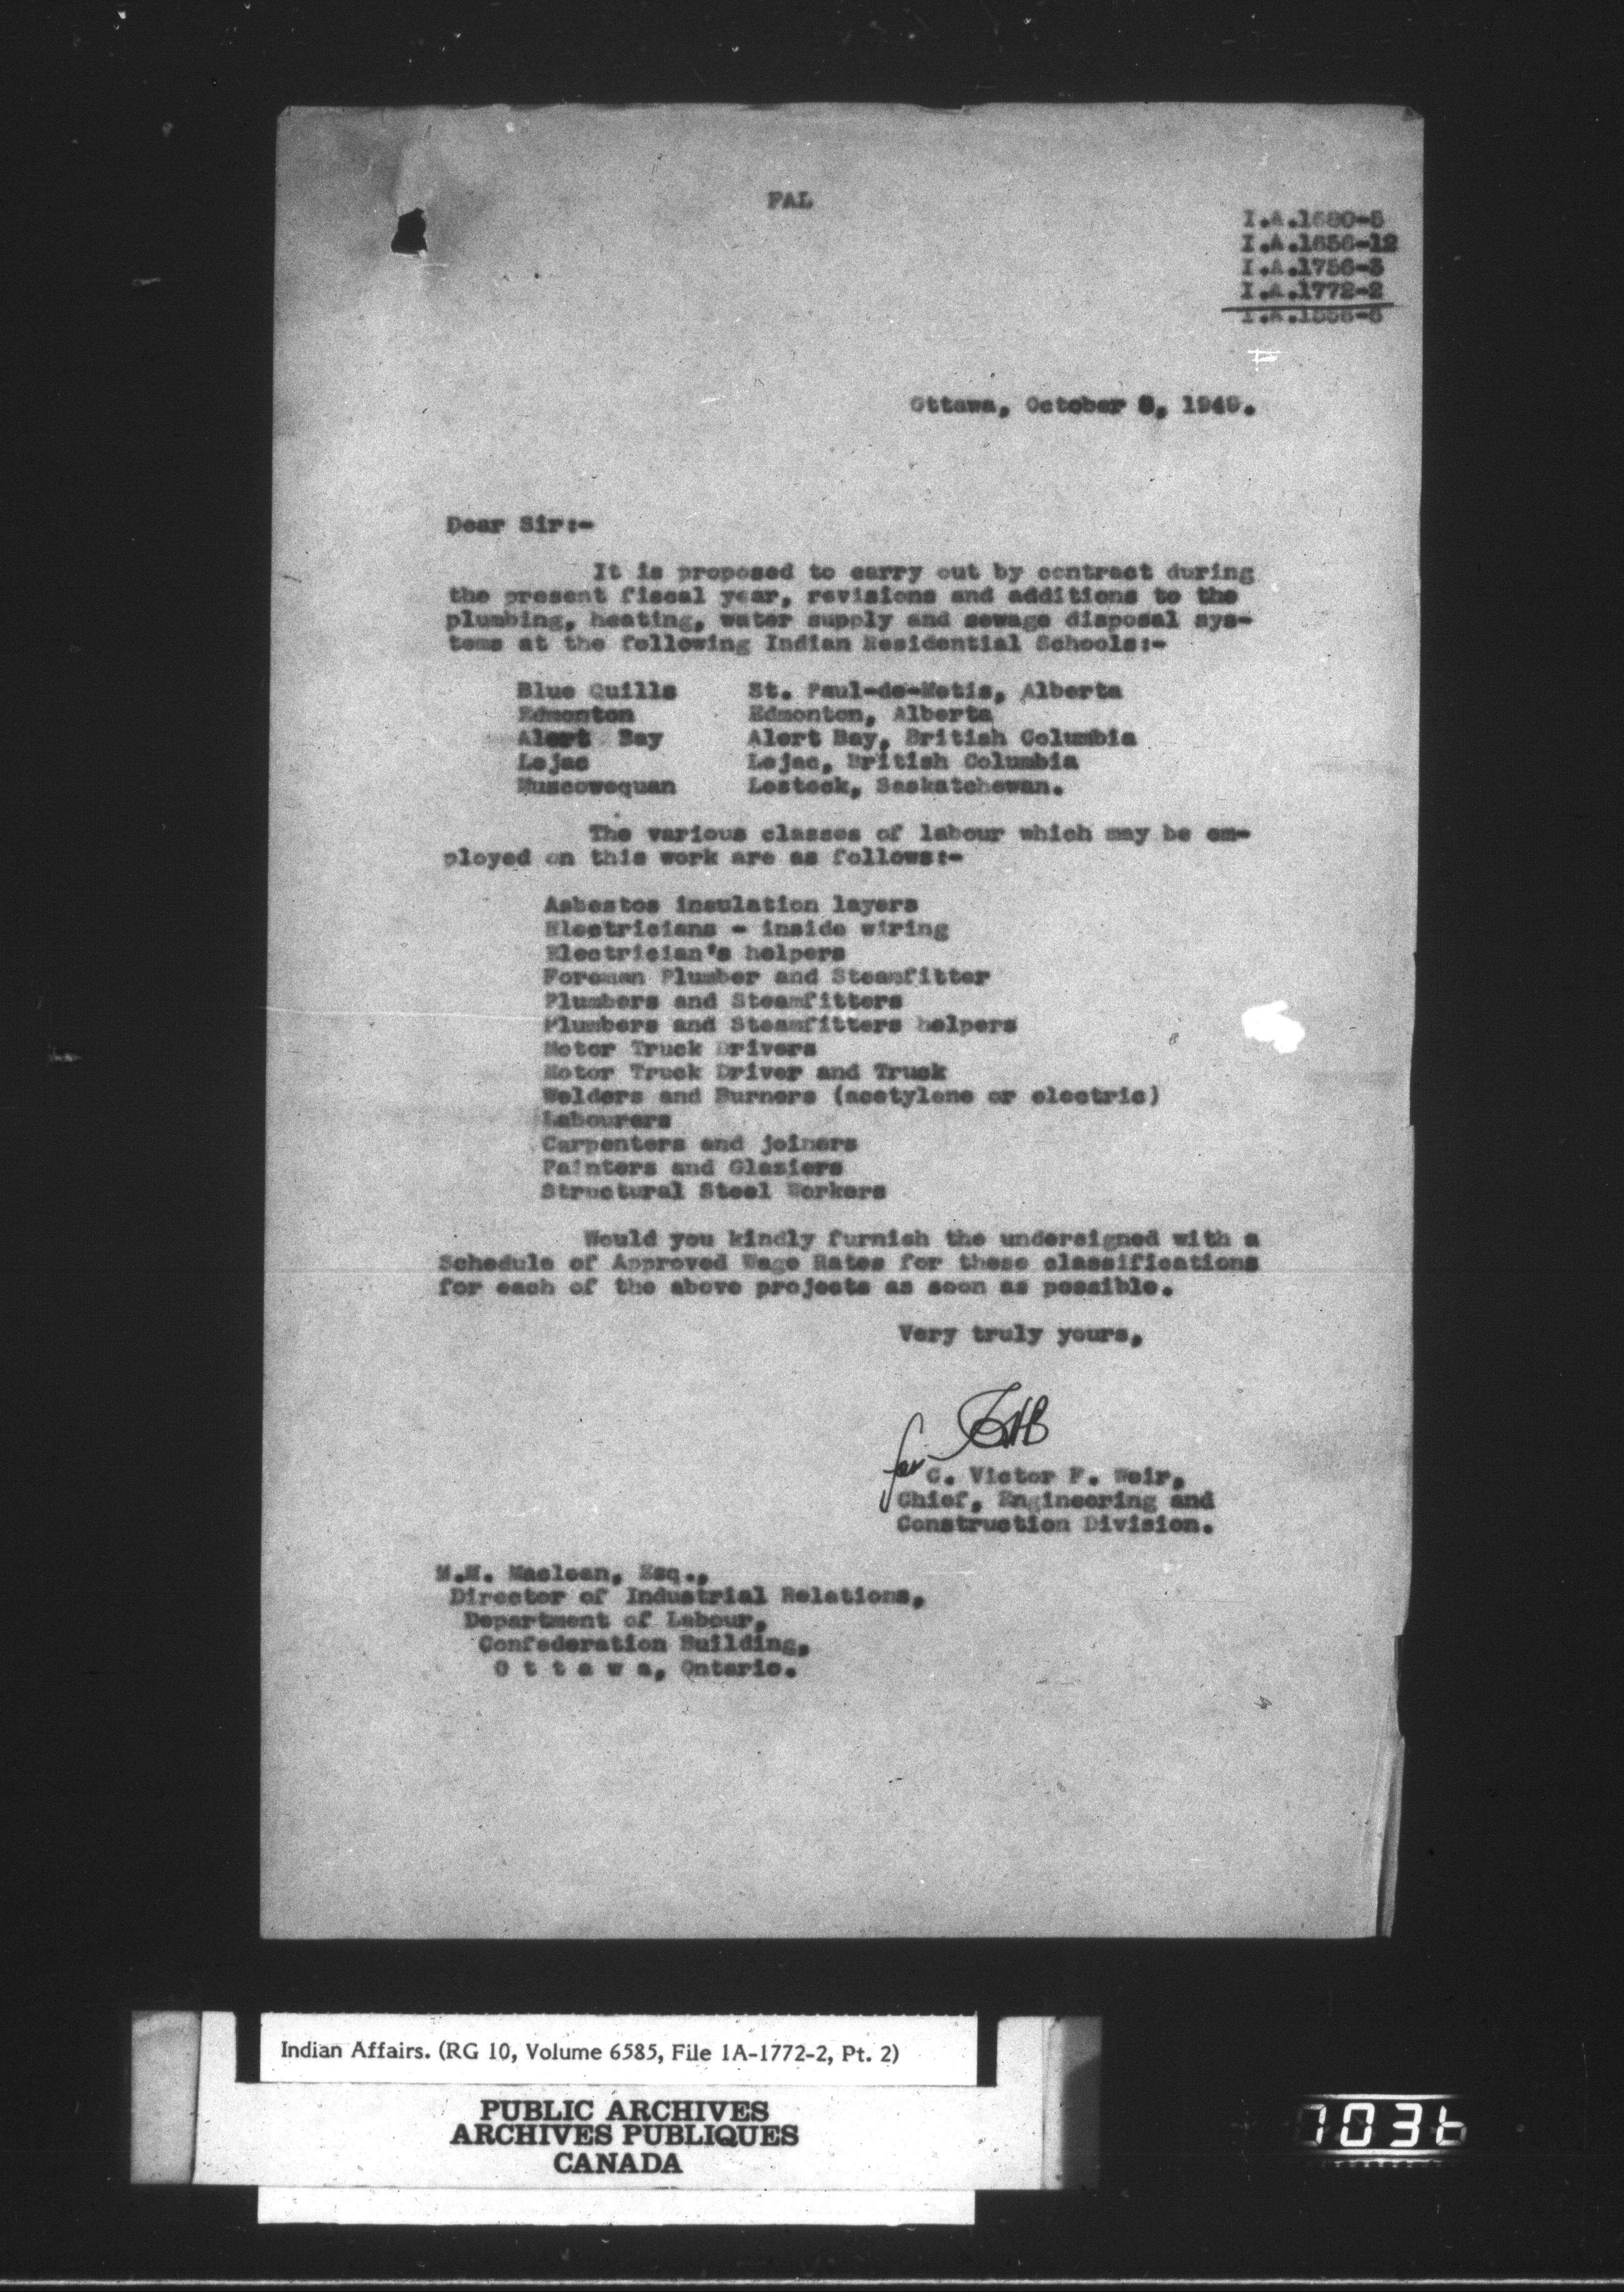 FAL
I.A.1680-5
I.A.1656-12
I.A.1756-3
I.A.1772-2
Ottawa, October
Dear Sir:-
It is proposed to carry out by contract during
the present fiscal year, revisions and additions to the
plumbing, heating, water supply and sewage disposal sys-
tems at the following Indian Residential Schools:-
Blue Quills St. Paul-de-Metis, Alberta
Edmonton Edmonton, Alberta
Alert Bay Alert Bay, British Columbia
Lejac Lejac, British Columbia
Muscowequan Lestock, Saskatchewan.
The various classes of labour which may be em-
ployed on this work are as follows:-
Asbestos insulation layers
Electricians - inside wiring
Electrician's helpers
Foreman Plumber and Steamfitter
Plumbers and Steamfitters
Plumbers and Steamfitters helpers
Motor Truck Drivers
Motor Truck Driver and Truck
Welders and Burners (acetylene or electric)
Labourers
Carpenters and joiners
Painters and Glaziers
Structural Steel Workers
Would you kindly furnish the undersigned with a
Schedule of Approved Wage Rates for these classifications
for each of the above projects as soon as possible.
Very truly yours,
for
C. Victor F. Weir,
Chief, Engineering and
Construction Division.
M.M. Maclean, Esq.,
Director of Industrial Relations,
Department of Labour,
Confederation Building,
O t t a w a, Ontario.
Indian Affairs. (RG 10, Volume 6585, File 1A-1772-2, Pt. 2)
PUBLIC ARCHIVES
ARCHIVES PUBLIQUES
CANADA